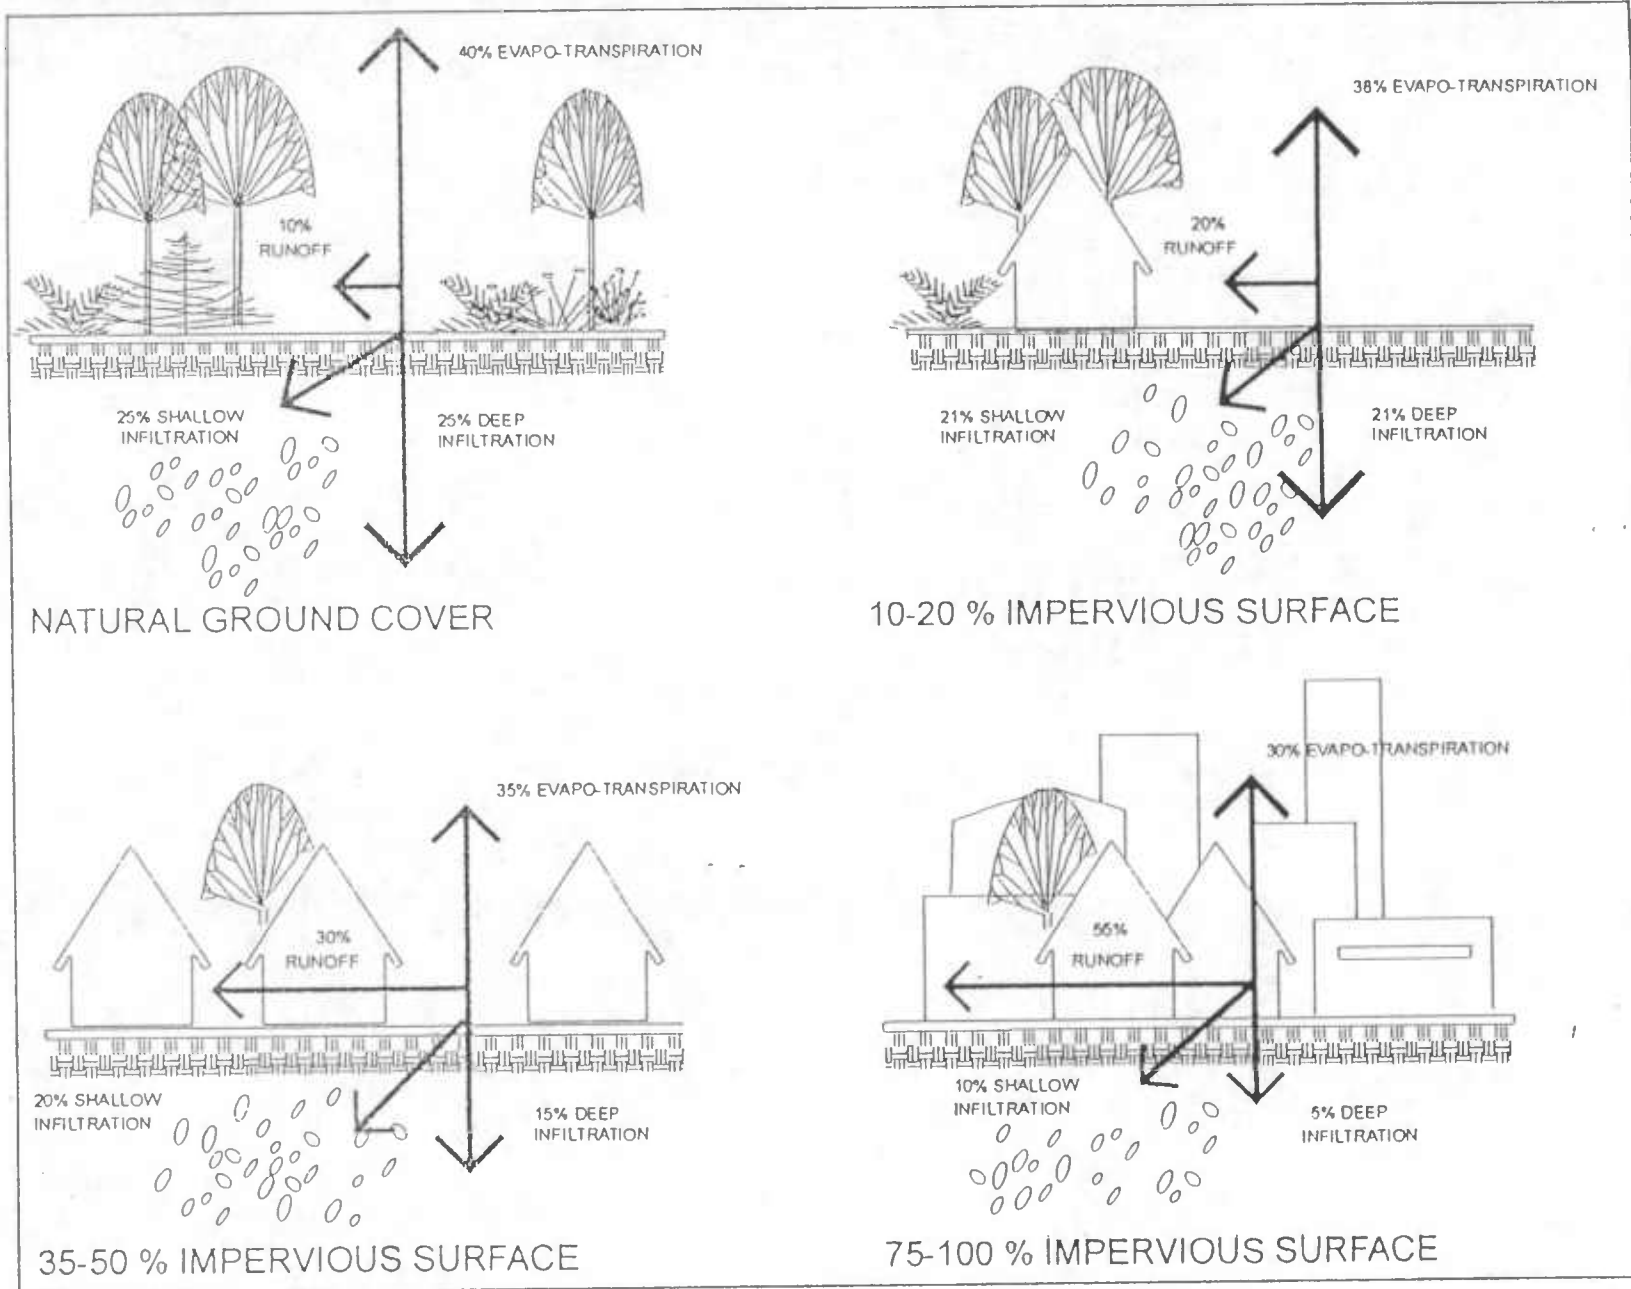 40% EVAPO-TRANSPIRATION
10%
RUNOFF
25% SHALLOW
INFILTRATION
25% DEEP
INFILTRATION
NATURAL GROUND COVER
38% EVAPO-TRANSPIRATION
20%
RUNOFF
21% SHALLOW
INFILTRATION
21% DEEP
INFILTRATION
10-20 % IMPERVIOUS SURFACE
35% EVAPO-TRANSPIRATION
30%
RUNOFF
20% SHALLOW
INFILTRATION
15% DEEP
INFILTRATION
35-50 % IMPERVIOUS SURFACE
30% EVAPO-TRANSPIRATION
55%
RUNOFF
10% SHALLOW
INFILTRATION
5% DEEP
INFILTRATION
75-100 % IMPERVIOUS SURFACE